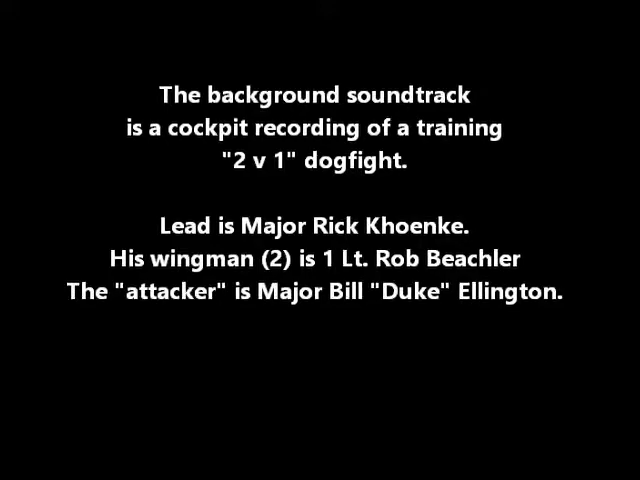 The background soundtrack
is a cockpit recording of a training
"2 v 1" dogfight.
Lead is Major Rick Khoenke.
His wingman (2) is 1 Lt. Rob Beachler
The "attacker" is Major Bill "Duke" Ellington.